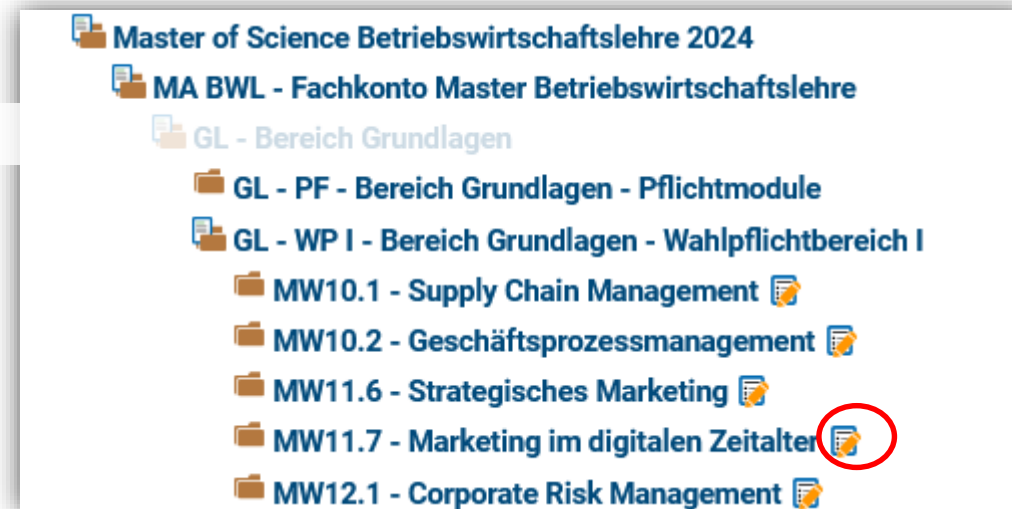 Master of Science Betriebswirtschaftslehre 2024
MA BWL - Fachkonto Master Betriebswirtschaftslehre
GL - Bereich Grundlagen
GL - PF - Bereich Grundlagen - Pflichtmodule
GL - WP I - Bereich Grundlagen - Wahlpflichtbereich I
MW10.1 - Supply Chain Management
MW10.2 - Geschäftsprozessmanagement
MW11.6 - Strategisches Marketing
MW11.7 - Marketing im digitalen Zeitalter
MW12.1 - Corporate Risk Management